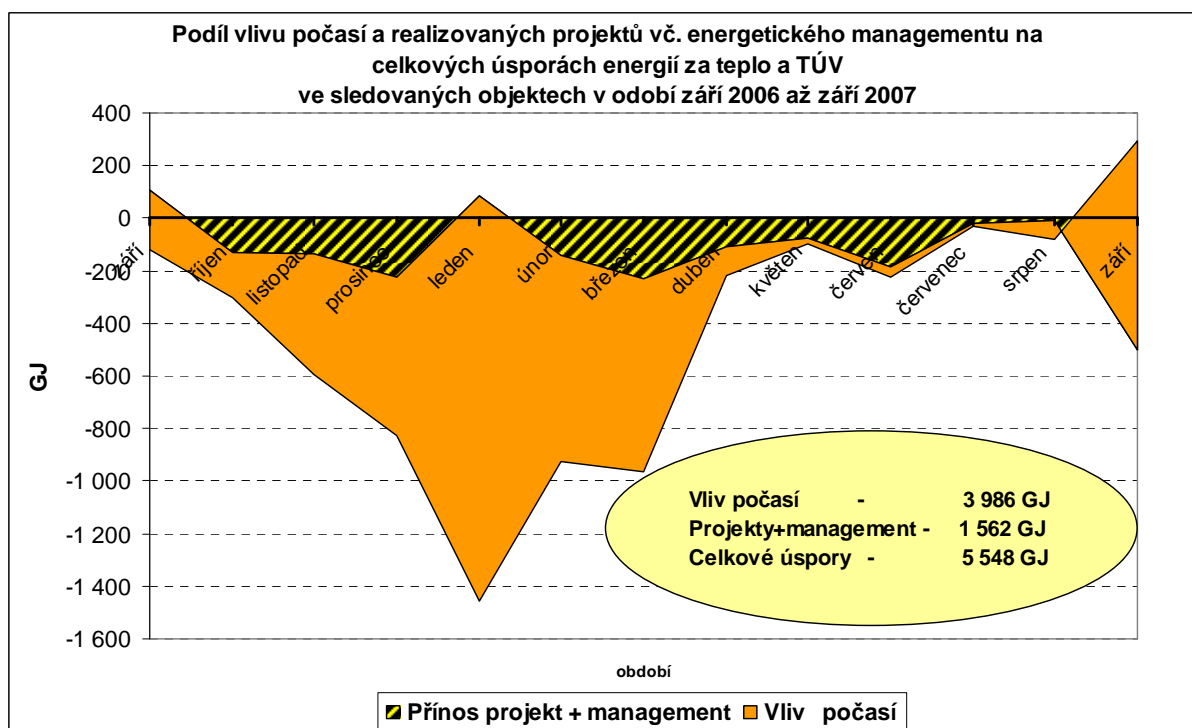 Podíl vlivu počasí a realizovaných projektů vč. energetického managementu na
celkových úsporách energií za teplo a TÚV
ve sledovaných objektech v odobí září 2006 až září 2007
400
200
0
-200
-400
-600
-800
-1 000
-1 200
-1 400
-1 600
GJ
září
říjen
listopad
prosinec
leden
únor
březen
duben
květen
červen
červenec
srpen
září
Vliv počasí - 3 986 GJ
Projekty+management - 1 562 GJ
Celkové úspory - 5 548 GJ
období
Přínos projekt + management Vliv počasí